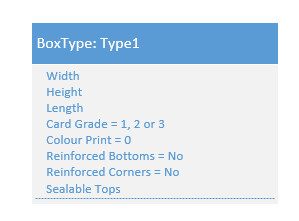 BoxType: Type1
Width
Height
Length
Card Grade = 1, 2 or 3
Colour Print = 0
Reinforced Bottoms = No
Reinforced Corners = No
Sealable Tops